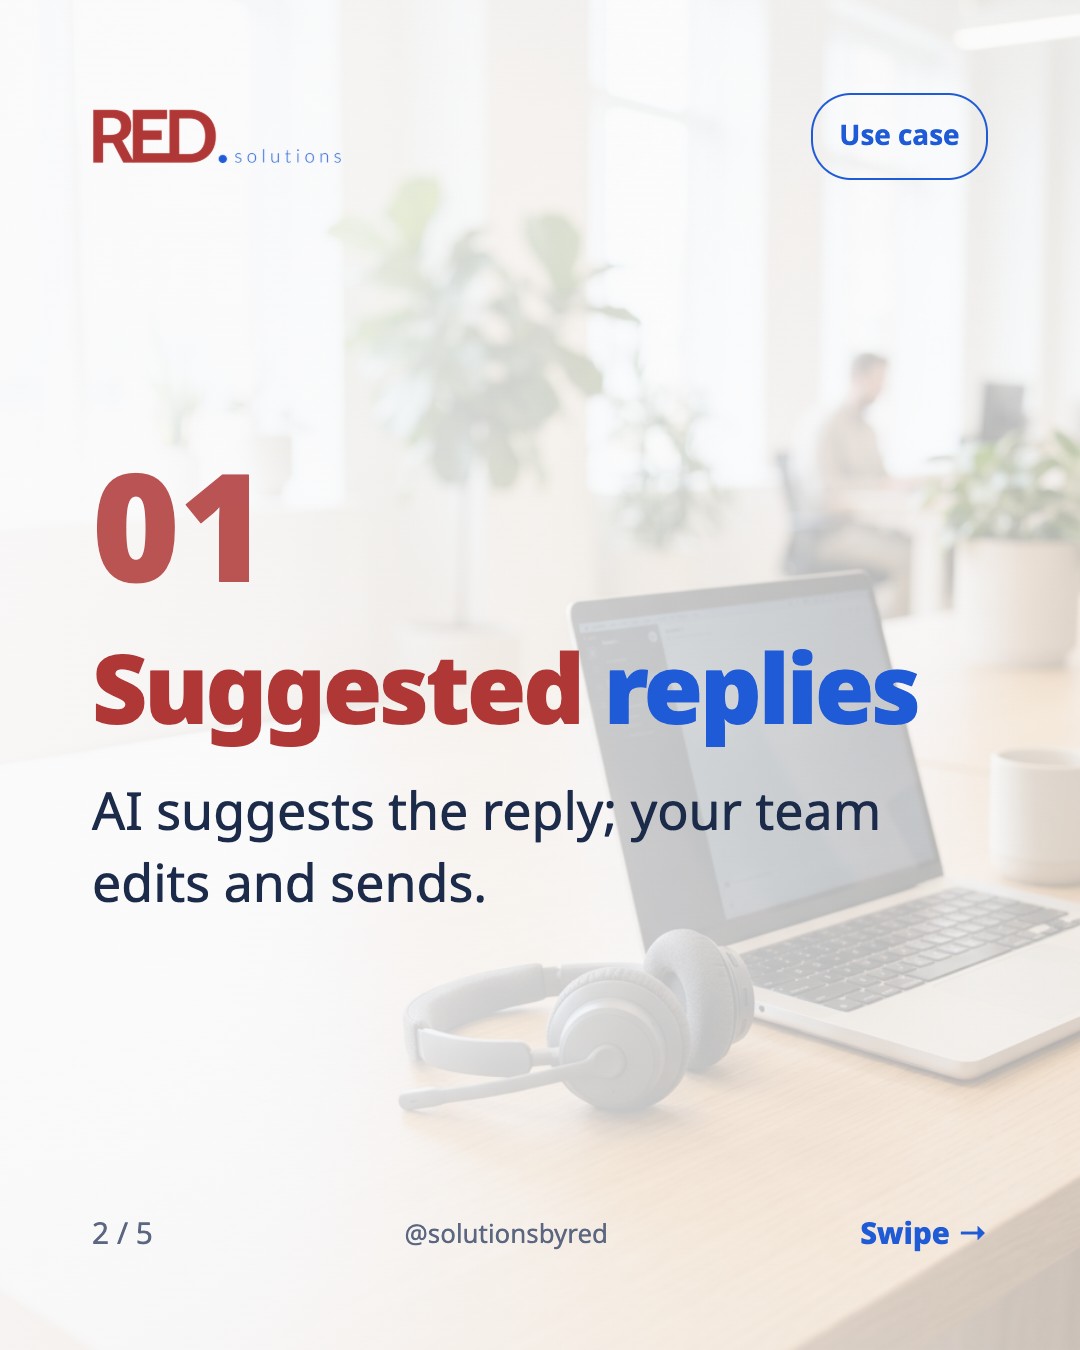 RED.solutions
Use case
01
Suggested replies
AI suggests the reply; your team
edits and sends.
2 / 5
@solutionsbyred
Swipe →